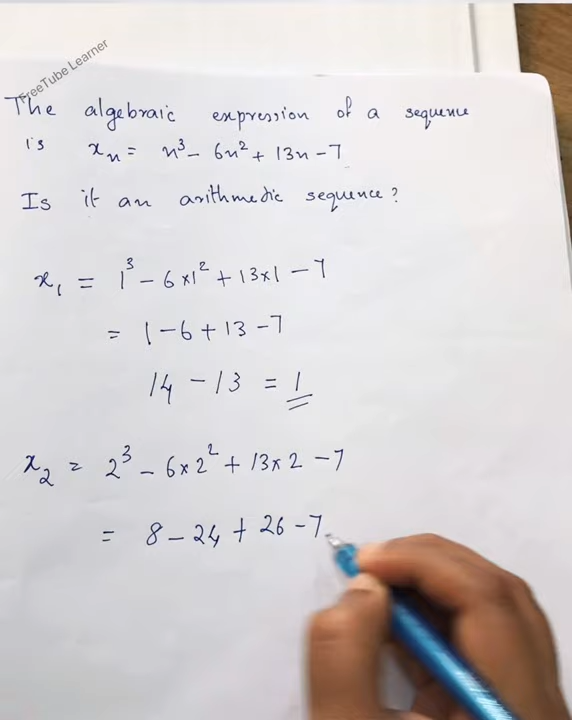 FreeTube Learner
The algebraic expression of a sequence
is xₙ = n³ - 6n² + 13n - 7
Is it an arithmedic sequence?
x₁ = 1³ - 6×1² + 13×1 - 7
= 1 - 6 + 13 - 7
14 - 13 = 1
x₂ = 2³ - 6×2² + 13×2 - 7
= 8 - 24 + 26 - 7